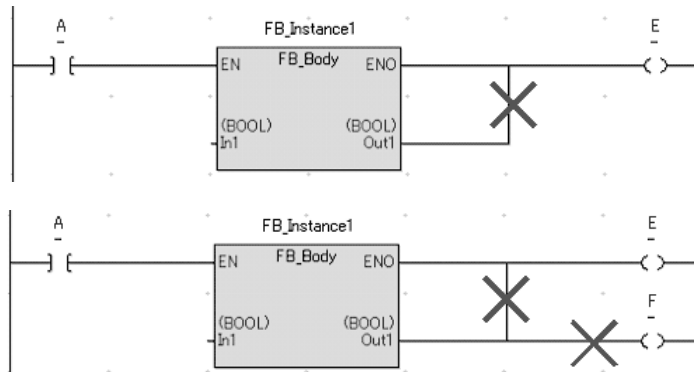 A
FB_Instance1
E
EN FB_Body ENO
(BOOL) (BOOL)
In1 Out1
A
FB_Instance1
E
EN FB_Body ENO
F
(BOOL) (BOOL)
In1 Out1